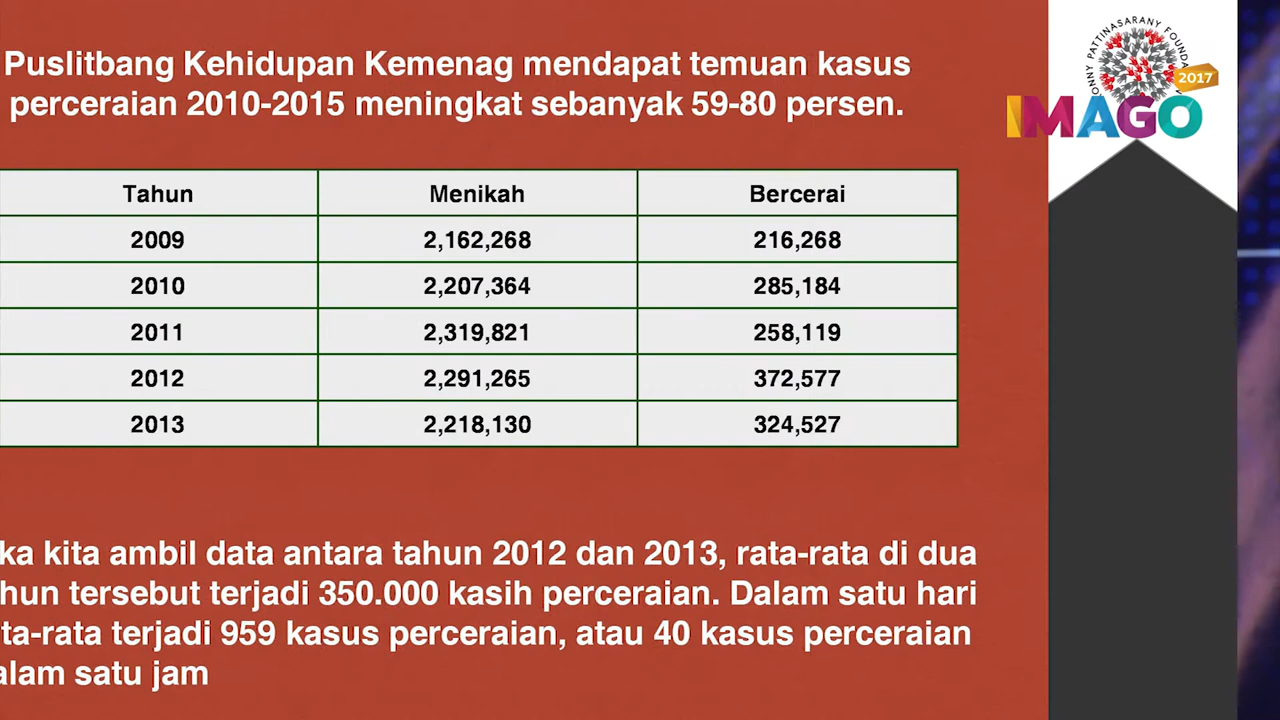 Puslitbang Kehidupan Kemenag mendapat temuan kasus
perceraian 2010-2015 meningkat sebanyak 59-80 persen.
Tahun Menikah Bercerai
2009 2,162,268 216,268
2010 2,207,364 285,184
2011 2,319,821 258,119
2012 2,291,265 372,577
2013 2,218,130 324,527
ka kita ambil data antara tahun 2012 dan 2013, rata-rata di dua
hun tersebut terjadi 350.000 kasih perceraian. Dalam satu hari
ta-rata terjadi 959 kasus perceraian, atau 40 kasus perceraian
alam satu jam
ONNY PATTINASARANY FOUNDA
2017
IMAGO